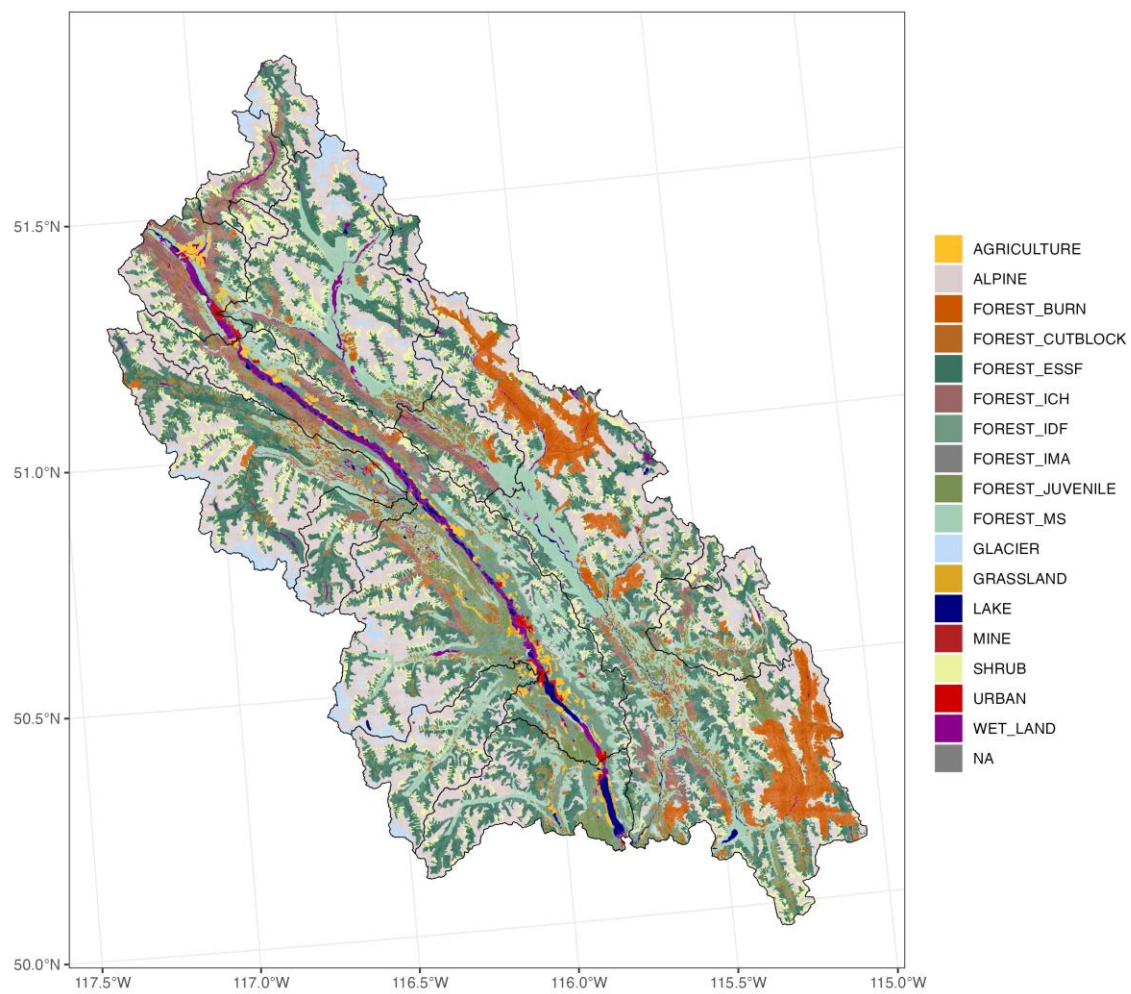 51.5°N
51.0°N
50.5°N
50.0°N
117.5°W
117.0°W
116.5°W
116.0°W
115.5°W
115.0°W
AGRICULTURE
ALPINE
FOREST_BURN
FOREST_CUTBLOCK
FOREST_ESSF
FOREST_ICH
FOREST_IDF
FOREST_IMA
FOREST_JUVENILE
FOREST_MS
GLACIER
GRASSLAND
LAKE
MINE
SHRUB
URBAN
WET_LAND
NA